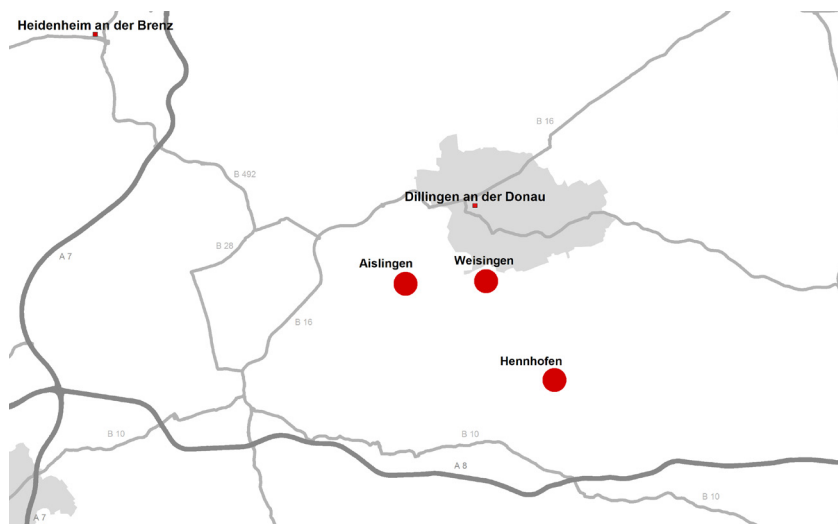 Heidenheim an der Brenz
B 16
B 492
Dillingen an der Donau
B 28
A 7
Aislingen
Weisingen
B 16
Hennhofen
B 10
B 10
A 8
B 10
A 7